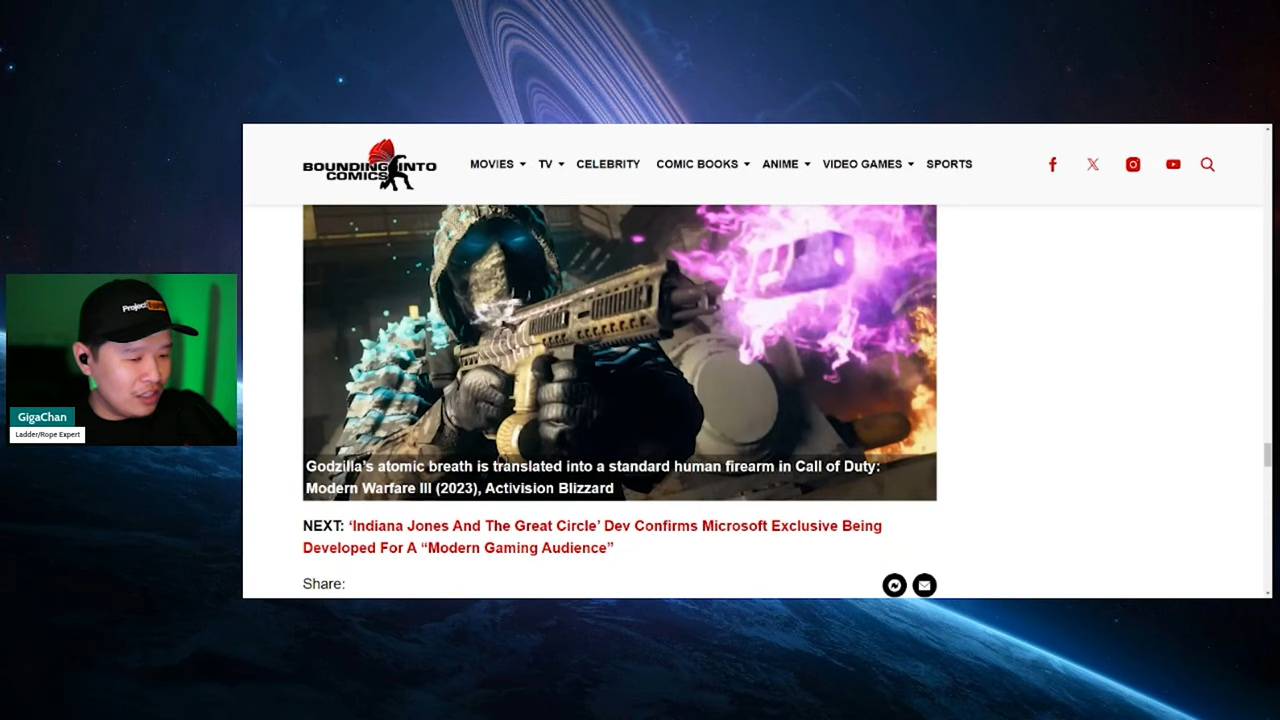 BOUNDING INTO
COMICS
MOVIES TV CELEBRITY COMIC BOOKS ANIME VIDEO GAMES SPORTS
Project
GigaChan
Ladder/Rope Expert
Godzilla's atomic breath is translated into a standard human firearm in Call of Duty:
Modern Warfare III (2023), Activision Blizzard
NEXT: ‘Indiana Jones And The Great Circle’ Dev Confirms Microsoft Exclusive Being
Developed For A “Modern Gaming Audience”
Share: